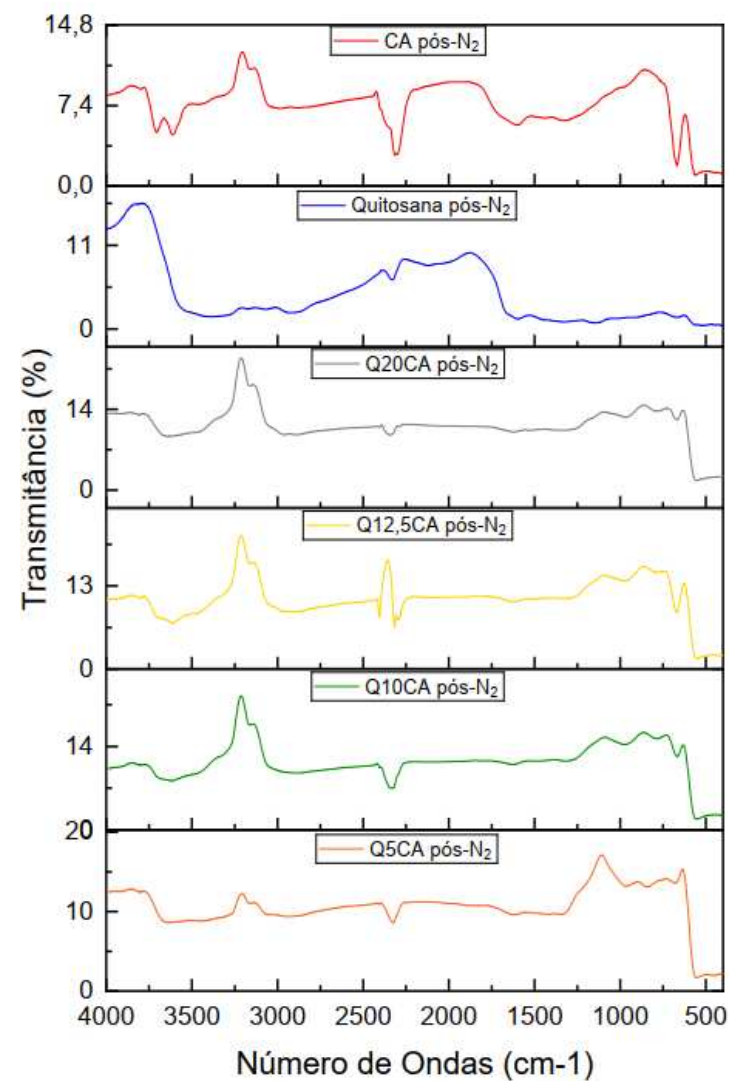 14,8
CA pós-N₂
7,4
0,0
Quitosana pós-N₂
11
0
Q20CA pós-N₂
14
0
Q12,5CA pós-N₂
13
0
Q10CA pós-N₂
14
20
Q5CA pós-N₂
10
0
Transmitância (%)
4000 3500 3000 2500 2000 1500 1000 500
Número de Ondas (cm-1)